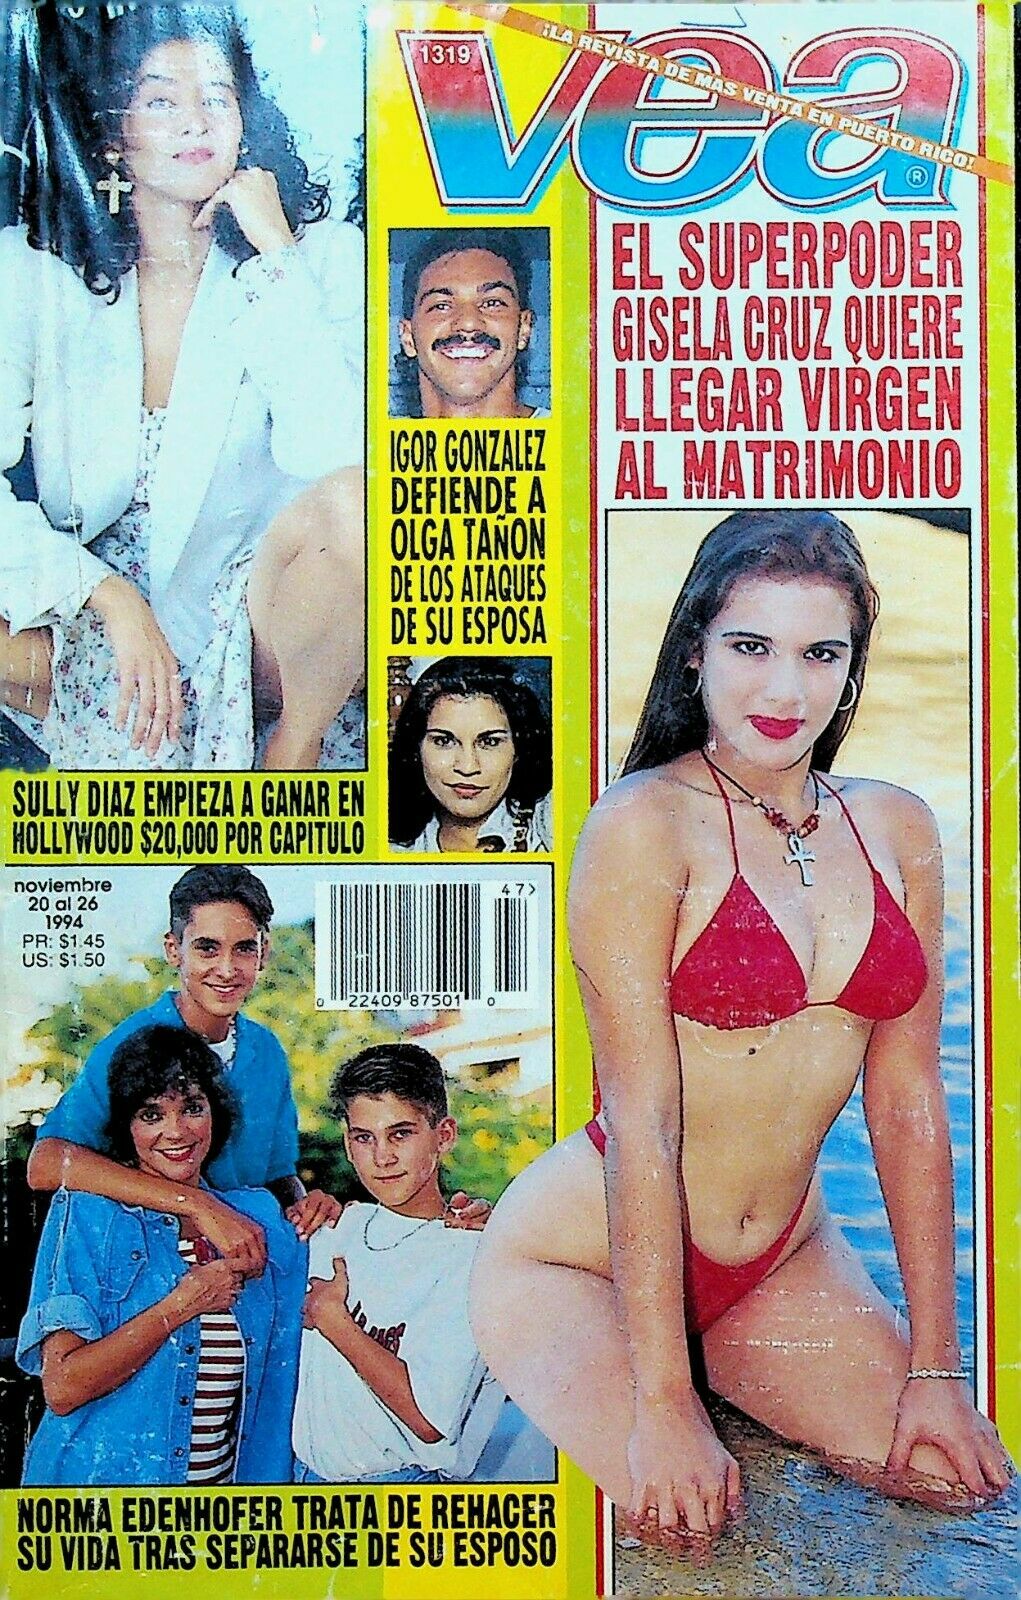 1319
vea
¡LA REVISTA DE MAS VENTA EN PUERTO RICO!
®
EL SUPERPODER
GISELA CRUZ QUIERE
LLEGAR VIRGEN
AL MATRIMONIO
IGOR GONZALEZ
DEFIENDE A
OLGA TAÑON
DE LOS ATAQUES
DE SU ESPOSA
SULLY DIAZ EMPIEZA A GANAR EN
HOLLYWOOD $20,000 POR CAPITULO
noviembre
20 al 26
1994
PR: $1.45
US: $1.50
47>
0 22409 87501 0
NORMA EDENHOFER TRATA DE REHACER
SU VIDA TRAS SEPARARSE DE SU ESPOSO